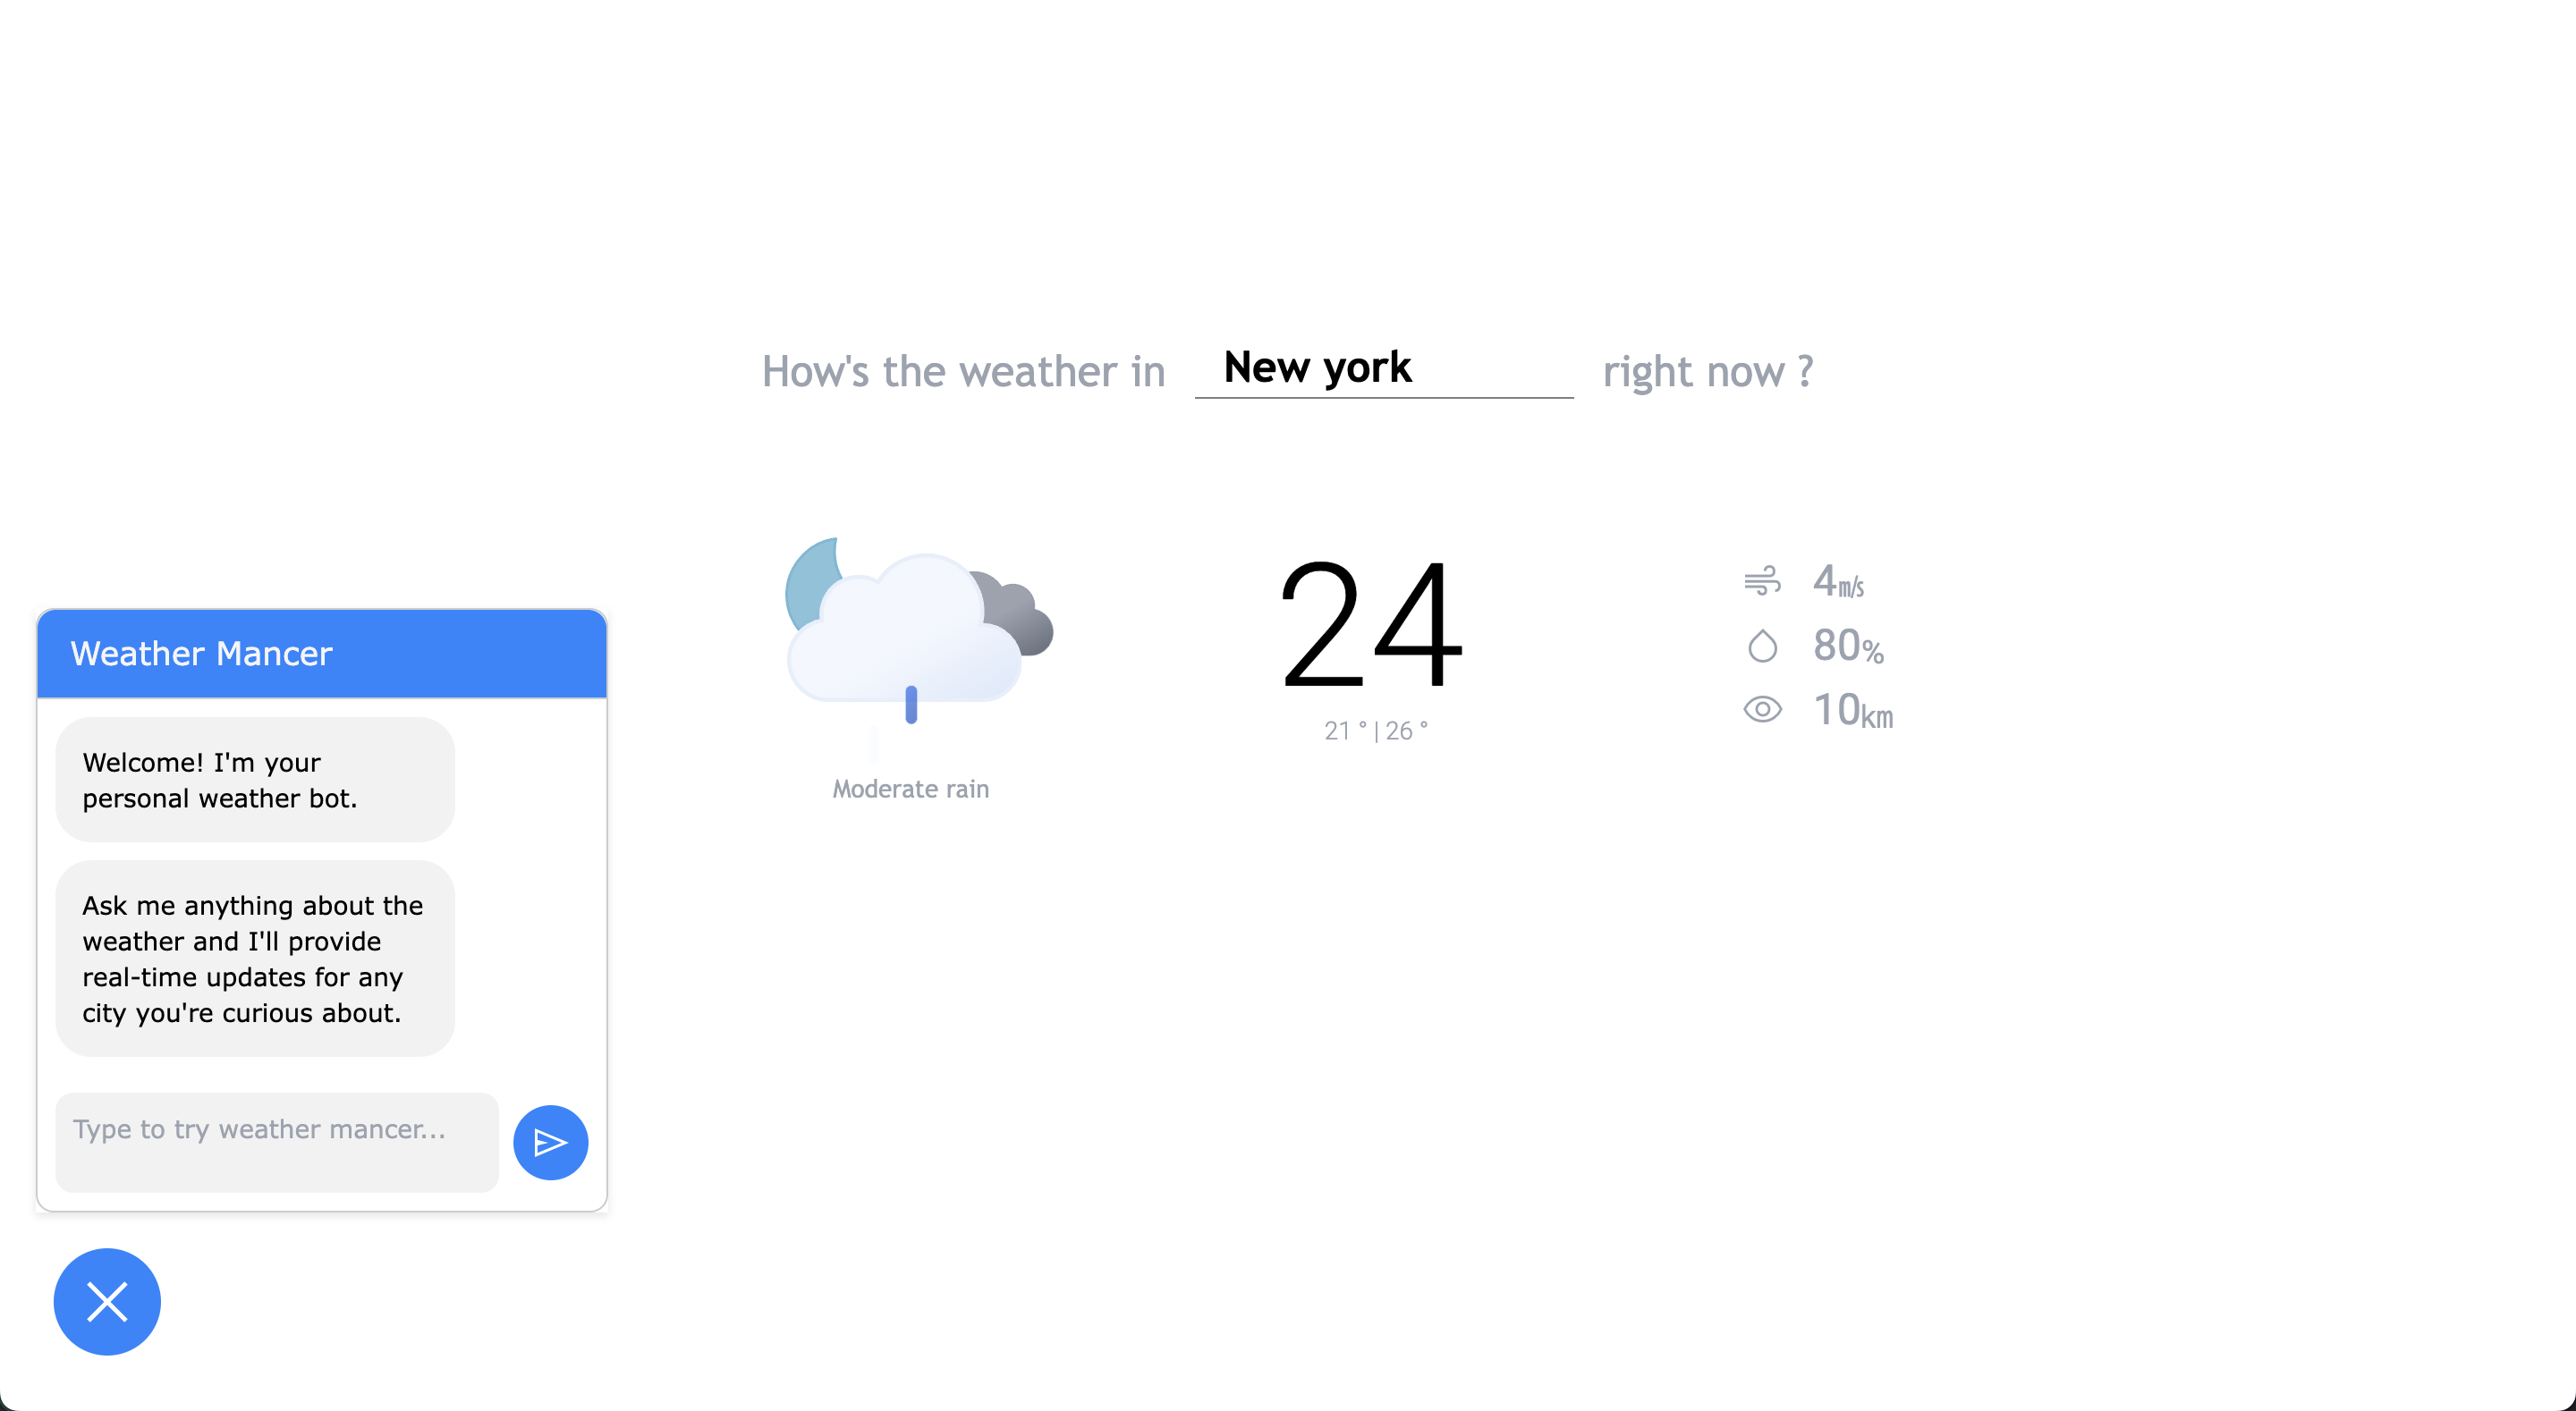 How's the weather in New york right now ?
24
21 ° | 26 °
Moderate rain
4m/s
80%
10km
Weather Mancer
Welcome! I'm your
personal weather bot.
Ask me anything about the
weather and I'll provide
real-time updates for any
city you're curious about.
Type to try weather mancer...